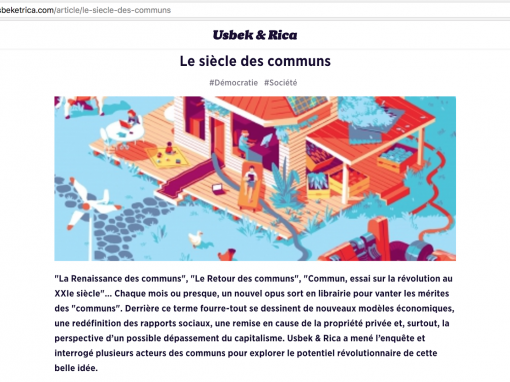 sbeketrica.com/article/le-siecle-des-communs
Usbek & Rica
Le siècle des communs
#Démocratie #Société
"La Renaissance des communs", "Le Retour des communs", "Commun, essai sur la révolution au
XXIe siècle"... Chaque mois ou presque, un nouvel opus sort en librairie pour vanter les mérites
des "communs". Derrière ce terme fourre-tout se dessinent de nouveaux modèles économiques,
une redéfinition des rapports sociaux, une remise en cause de la propriété privée et, surtout, la
perspective d'un possible dépassement du capitalisme. Usbek & Rica a mené l'enquête et
interrogé plusieurs acteurs des communs pour explorer le potentiel révolutionnaire de cette
belle idée.